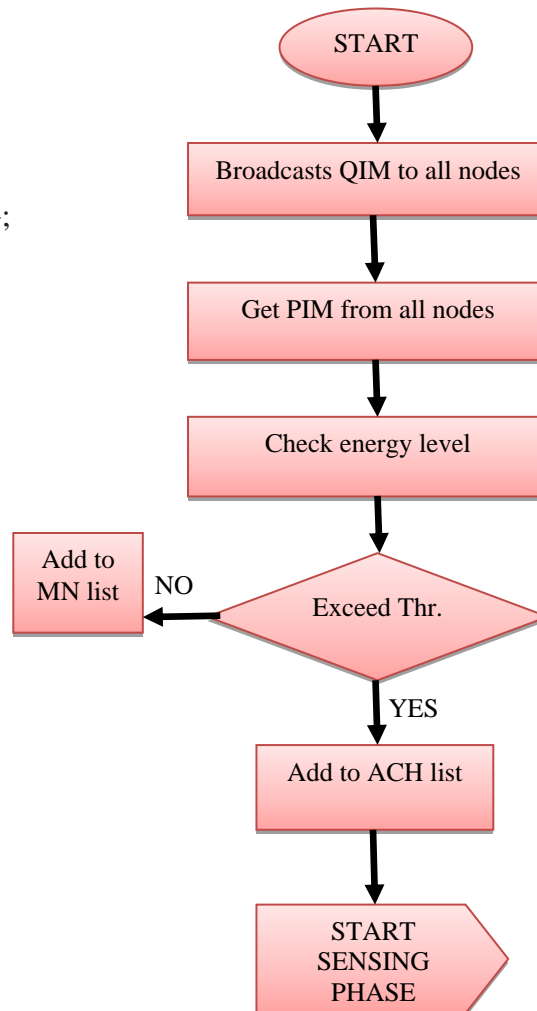 START
Broadcasts QIM to all nodes
;
Get PIM from all nodes
Check energy level
Add to
MN list
NO
Exceed Thr.
YES
Add to ACH list
START
SENSING
PHASE